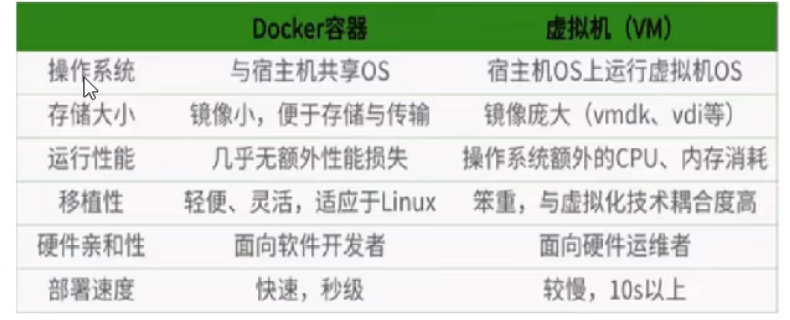 Docker容器 虚拟机（VM）
操作系统 与宿主机共享OS 宿主机OS上运行虚拟机OS
存储大小 镜像小，便于存储与传输 镜像庞大（vmdk、vdi等）
运行性能 几乎无额外性能损失 操作系统额外的CPU、内存消耗
移植性 轻便、灵活，适应于Linux 笨重，与虚拟化技术耦合度高
硬件亲和性 面向软件开发者 面向硬件运维者
部署速度 快速，秒级 较慢，10s以上